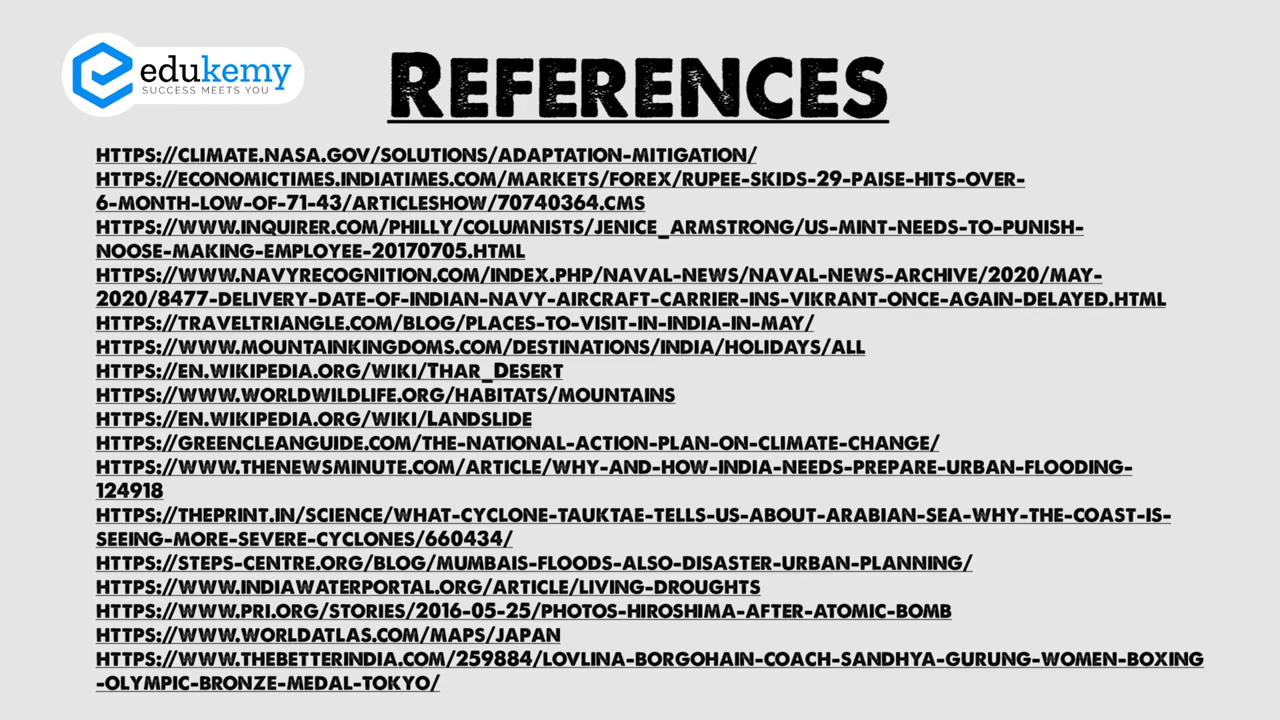 edukemy
SUCCESS MEETS YOU
REFERENCES
HTTPS://CLIMATE.NASA.GOV/SOLUTIONS/ADAPTATION-MITIGATION/
HTTPS://ECONOMICTIMES.INDIATIMES.COM/MARKETS/FOREX/RUPEE-SKIDS-29-PAISE-HITS-OVER-
6-MONTH-LOW-OF-71-43/ARTICLESHOW/70740364.CMS
HTTPS://WWW.INQUIRER.COM/PHILLY/COLUMNISTS/JENICE_ARMSTRONG/US-MINT-NEEDS-TO-PUNISH-
NOOSE-MAKING-EMPLOYEE-20170705.HTML
HTTPS://WWW.NAVYRECOGNITION.COM/INDEX.PHP/NAVAL-NEWS/NAVAL-NEWS-ARCHIVE/2020/MAY-
2020/8477-DELIVERY-DATE-OF-INDIAN-NAVY-AIRCRAFT-CARRIER-INS-VIKRANT-ONCE-AGAIN-DELAYED.HTML
HTTPS://TRAVELTRIANGLE.COM/BLOG/PLACES-TO-VISIT-IN-INDIA-IN-MAY/
HTTPS://WWW.MOUNTAINKINGDOMS.COM/DESTINATIONS/INDIA/HOLIDAYS/ALL
HTTPS://EN.WIKIPEDIA.ORG/WIKI/THAR_DESERT
HTTPS://WWW.WORLDWILDLIFE.ORG/HABITATS/MOUNTAINS
HTTPS://EN.WIKIPEDIA.ORG/WIKI/LANDSLIDE
HTTPS://GREENCLEANGUIDE.COM/THE-NATIONAL-ACTION-PLAN-ON-CLIMATE-CHANGE/
HTTPS://WWW.THENEWSMINUTE.COM/ARTICLE/WHY-AND-HOW-INDIA-NEEDS-PREPARE-URBAN-FLOODING-
124918
HTTPS://THEPRINT.IN/SCIENCE/WHAT-CYCLONE-TAUKTAE-TELLS-US-ABOUT-ARABIAN-SEA-WHY-THE-COAST-IS-
SEEING-MORE-SEVERE-CYCLONES/660434/
HTTPS://STEPS-CENTRE.ORG/BLOG/MUMBAIS-FLOODS-ALSO-DISASTER-URBAN-PLANNING/
HTTPS://WWW.INDIAWATERPORTAL.ORG/ARTICLE/LIVING-DROUGHTS
HTTPS://WWW.PRI.ORG/STORIES/2016-05-25/PHOTOS-HIROSHIMA-AFTER-ATOMIC-BOMB
HTTPS://WWW.WORLDATLAS.COM/MAPS/JAPAN
HTTPS://WWW.THEBETTERINDIA.COM/259884/LOVLINA-BORGOHAIN-COACH-SANDHYA-GURUNG-WOMEN-BOXING
-OLYMPIC-BRONZE-MEDAL-TOKYO/